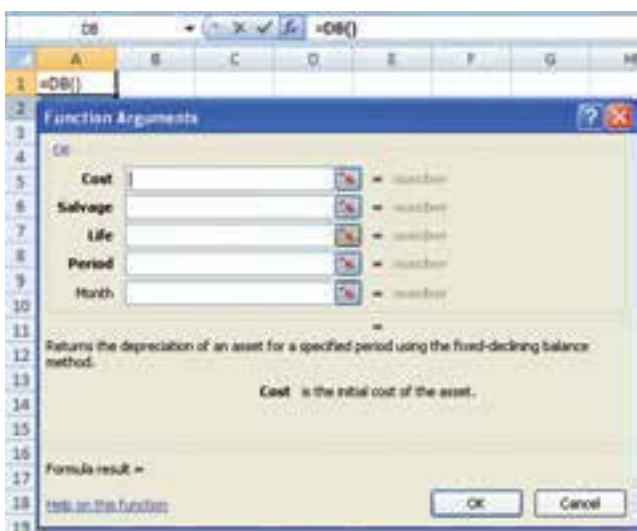 DB =DB()
A B C D E F G H
1 =DB()
2
3
4
5
6
7
8
9
10
11
12
13
14
15
16
17
18
19
Function Arguments ?
DB
Cost = number
Salvage = number
Life = number
Period = number
Month = number
=
Returns the depreciation of an asset for a specified period using the fixed-declining balance
method.
Cost is the initial cost of the asset.
Formula result =
Help on this function OK Cancel